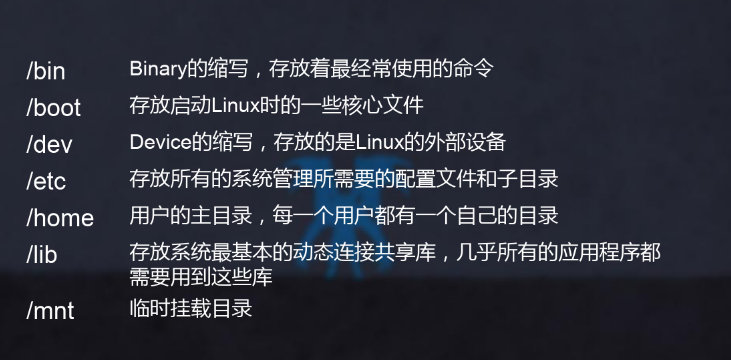 /bin Binary的缩写，存放着最经常使用的命令
/boot 存放启动Linux时的一些核心文件
/dev Device的缩写，存放的是Linux的外部设备
/etc 存放所有的系统管理所需要的配置文件和子目录
/home 用户的主目录，每一个用户都有一个自己的目录
/lib 存放系统最基本的动态连接共享库，几乎所有的应用程序都
需要用到这些库
/mnt 临时挂载目录